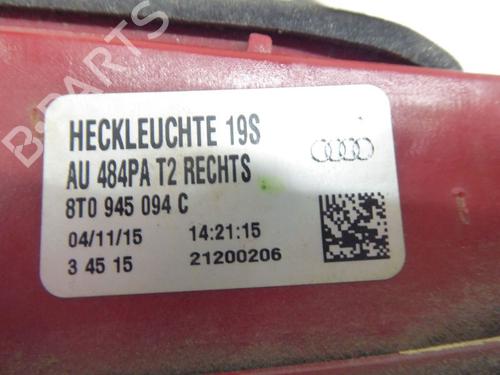 B-PARTS
HECKLEUCHTE 19S
AU 484PA T2 RECHTS
8T0 945 094 C
04/11/15 14:21:15
3 45 15 21200206